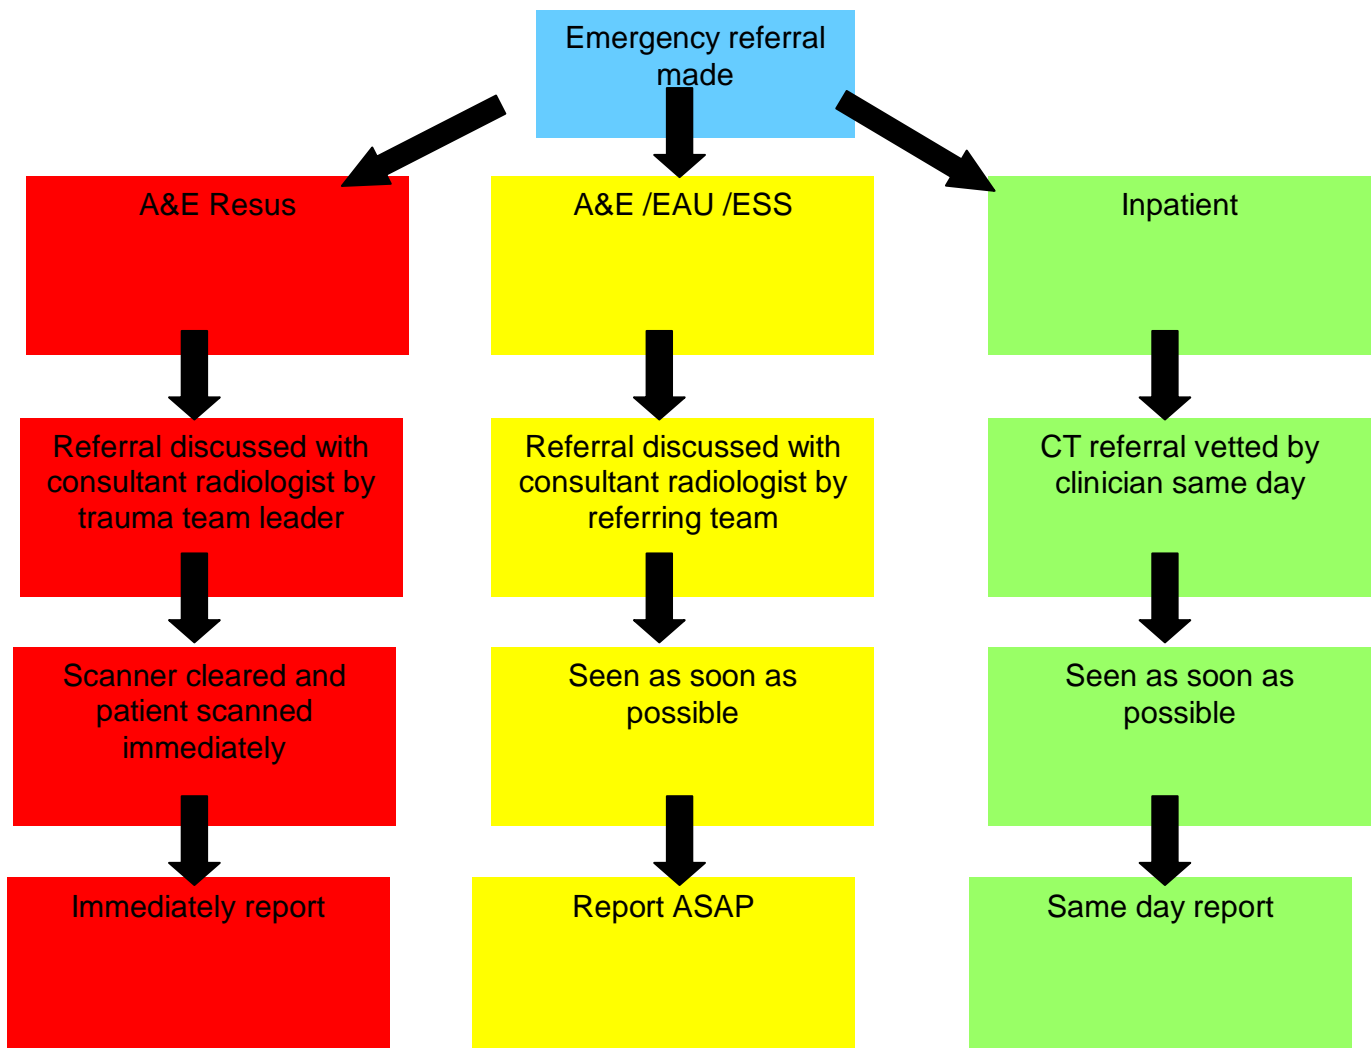 Emergency referral
made
A&E Resus
A&E /EAU /ESS
Inpatient
Referral discussed with
consultant radiologist by
trauma team leader
Referral discussed with
consultant radiologist by
referring team
CT referral vetted by
clinician same day
Scanner cleared and
patient scanned
immediately
Seen as soon as
possible
Seen as soon as
possible
Immediately report
Report ASAP
Same day report